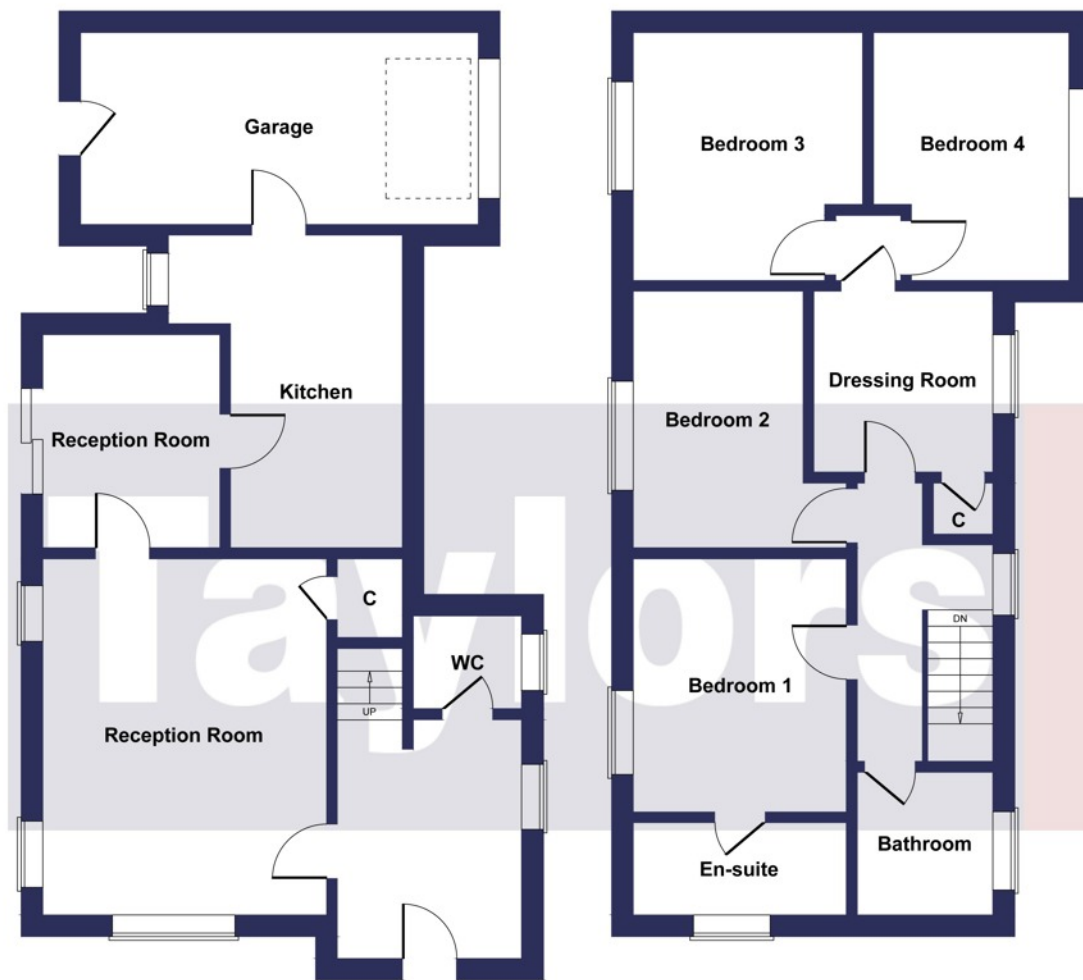 Garage
Kitchen
Reception Room
C
WC
UP
Reception Room
Bedroom 3
Bedroom 4
Dressing Room
Bedroom 2
C
DN
Bedroom 1
Bathroom
En-suite
Taylors